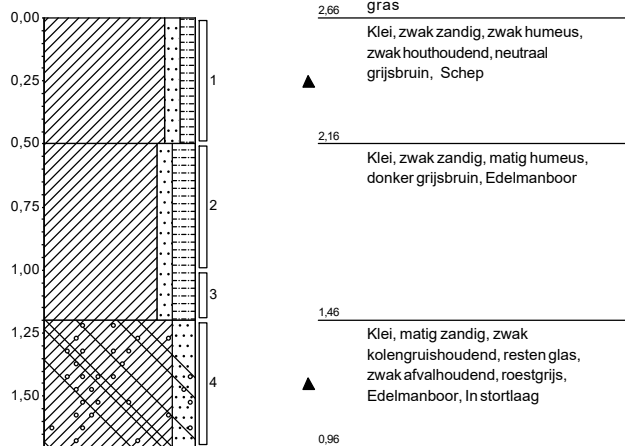 gras
0,00
2,66
Klei, zwak zandig, zwak humeus,
zwak houthoudend, neutraal
grijsbruin, Schep
0,25
1
0,50
2,16
Klei, zwak zandig, matig humeus,
donker grijsbruin, Edelmanboor
0,75
2
1,00
3
1,46
1,25
Klei, matig zandig, zwak
kolengruishoudend, resten glas,
zwak afvalhoudend, roestgrijs,
Edelmanboor, In stortlaag
4
1,50
0,96